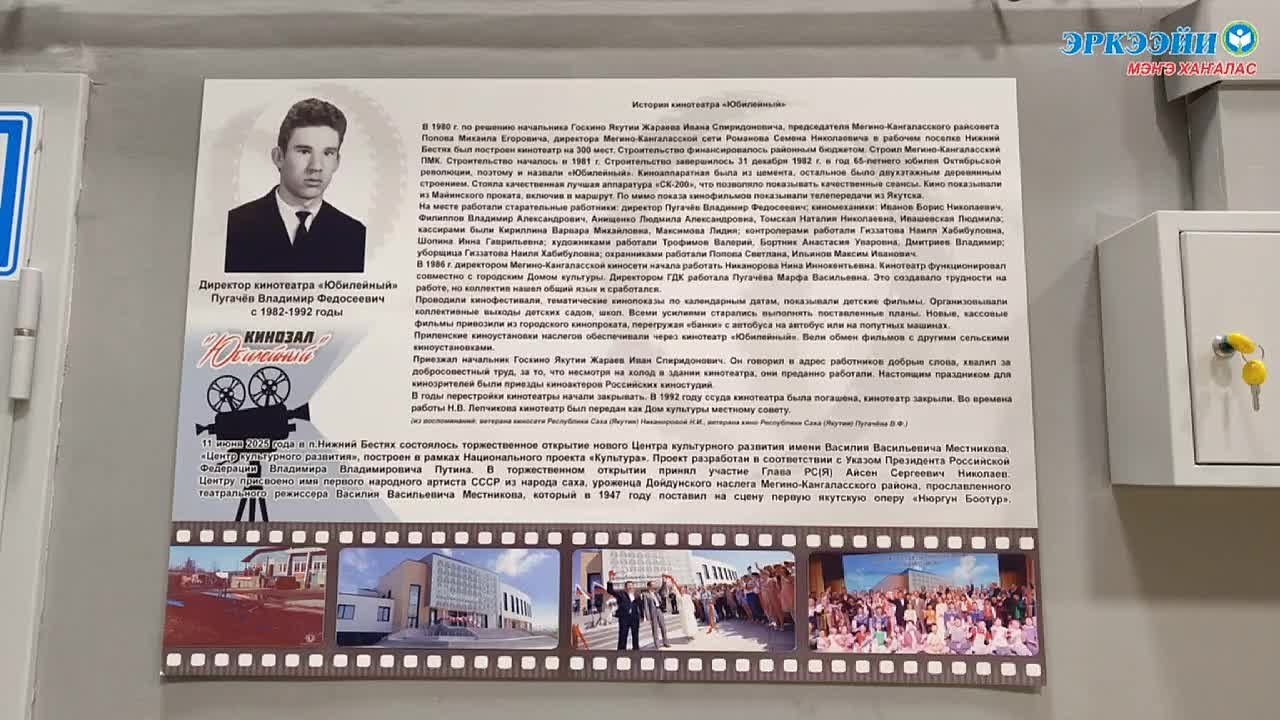 ЭРКЭЭЙИ
МЭҤЭ ХАҤАЛАС
История кинотеатра «Юбилейный»
В 1980 г. по решению начальника Госкино Якутии Жараева Ивана Спиридоновича, председателя Мегино-Кангаласского райсовета
Попова Михаила Егоровича, директора Мегино-Кангаласской сети Романова Семена Николаевича в рабочем поселке Нижний
Бестях был построен кинотеатр на 300 мест. Строительство финансировалось районным бюджетом. Строил Мегино-Кангаласский
ПМК. Строительство началось в 1981 г. Строительство завершилось 31 декабря 1982 г. в год 65-летнего юбилея Октябрьской
революции, поэтому и назвали «Юбилейный». Киноаппаратная была из цемента, остальное было двухэтажным деревянным
строением. Стояла качественная лучшая аппаратура «СК-200», что позволяло показывать качественные сеансы. Кино показывали
из Майинского проката, включив в маршрут. По мимо показа кинофильмов показывали телепередачи из Якутска.
На месте работали старательные работники: директор Пугачёв Владимир Федосеевич; киномеханики: Иванов Борис Николаевич,
Филиппов Владимир Александрович, Анищенко Людмила Александровна, Томская Наталия Николаевна, Ивашевская Людмила;
кассирами были Кириллина Варвара Михайловна, Максимова Лидия; контролерами работали Гиззатова Наиля Хабибуловна,
Шопина Инна Гаврильевна; художниками работали Трофимов Валерий, Бортник Анастасия Уваровна, Дмитриев Владимир;
уборщица Гиззатова Наиля Хабибуловна; охранниками работали Попова Светлана, Ильинов Максим Иванович.
В 1986 г. директором Мегино-Кангаласской киносети начала работать Никанорова Нина Иннокентьевна. Кинотеатр функционировал
совместно с городским Домом культуры. Директором ГДК работала Пугачёва Марфа Васильевна. Это создавало трудности на
работе, но коллектив нашел общий язык и сработался.
Проводили кинофестивали, тематические кинопоказы по календарным датам, показывали детские фильмы. Организовывали
коллективные выходы детских садов, школ. Всеми усилиями старались выполнять поставленные планы. Новые, кассовые
фильмы привозили из городского кинопроката, перегружая «банки» с автобуса на автобус или на попутных машинах.
Приленские киноустановки наслегов обеспечивали через кинотеатр «Юбилейный». Вели обмен фильмов с другими сельскими
киноустановками.
Приезжал начальник Госкино Якутии Жараев Иван Спиридонович. Он говорил в адрес работников добрые слова, хвалил за
добросовестный труд, за то, что несмотря на холод в здании кинотеатра, они преданно работали. Настоящим праздником для
кинозрителей были приезды киноактеров Российских киностудий.
В годы перестройки кинотеатры начали закрывать. В 1992 году ссуда кинотеатра была погашена, кинотеатр закрыли. Во времена
работы Н.В. Лепчикова кинотеатр был передан как Дом культуры местному совету.
(из воспоминаний: ветерана киносети Республики Саха (Якутия) Никаноровой Н.И., ветерана кино Республики Саха (Якутия) Пугачёва В.Ф.)
Директор кинотеатра «Юбилейный»
Пугачёв Владимир Федосеевич
с 1982-1992 годы
КИНОЗАЛ
"Юбилейный"
11 июня 2025 года в п.Нижний Бестях состоялось торжественное открытие нового Центра культурного развития имени Василия Васильевича Местникова.
«Центр культурного развития», построен в рамках Национального проекта «Культура». Проект разработан в соответствии с Указом Президента Российской
Федерации Владимира Владимировича Путина. В торжественном открытии принял участие Глава РС(Я) Айсен Сергеевич Николаев.
Центру присвоено имя первого народного артиста СССР из народа саха, уроженца Дойдунского наслега Мегино-Кангаласского района, прославленного
театрального режиссера Василия Васильевича Местникова, который в 1947 году поставил на сцену первую якутскую оперу «Нюргун Боотур».